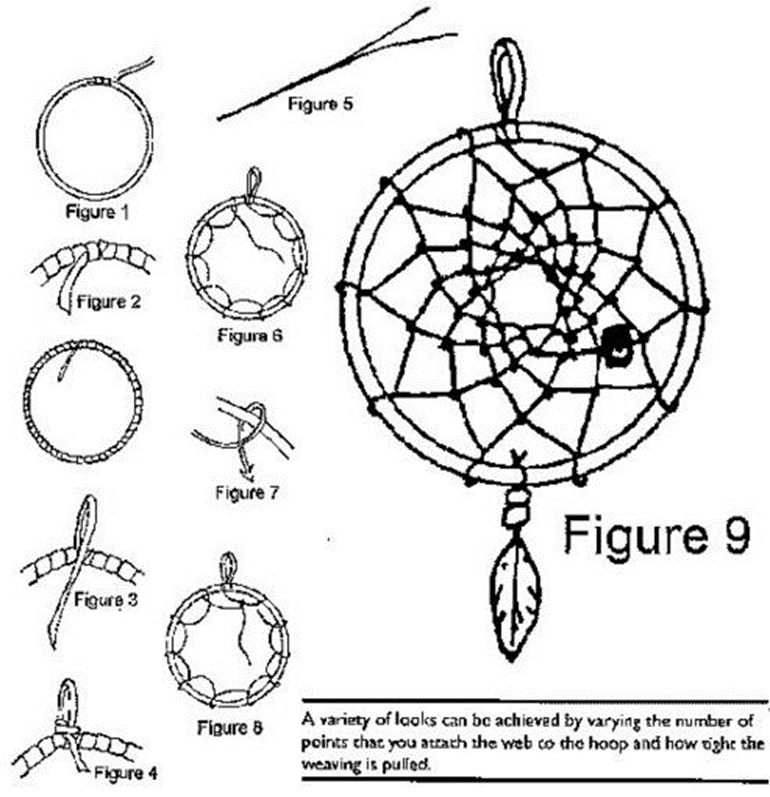 Figure 1
Figure 2
Figure 3
Figure 4
Figure 5
Figura 6
Figure 7
Figure 8
Figure 9
A variety of looks can be achieved by varying the number of
points that you attach the web to the hoop and how tight the
weaving is pulled.